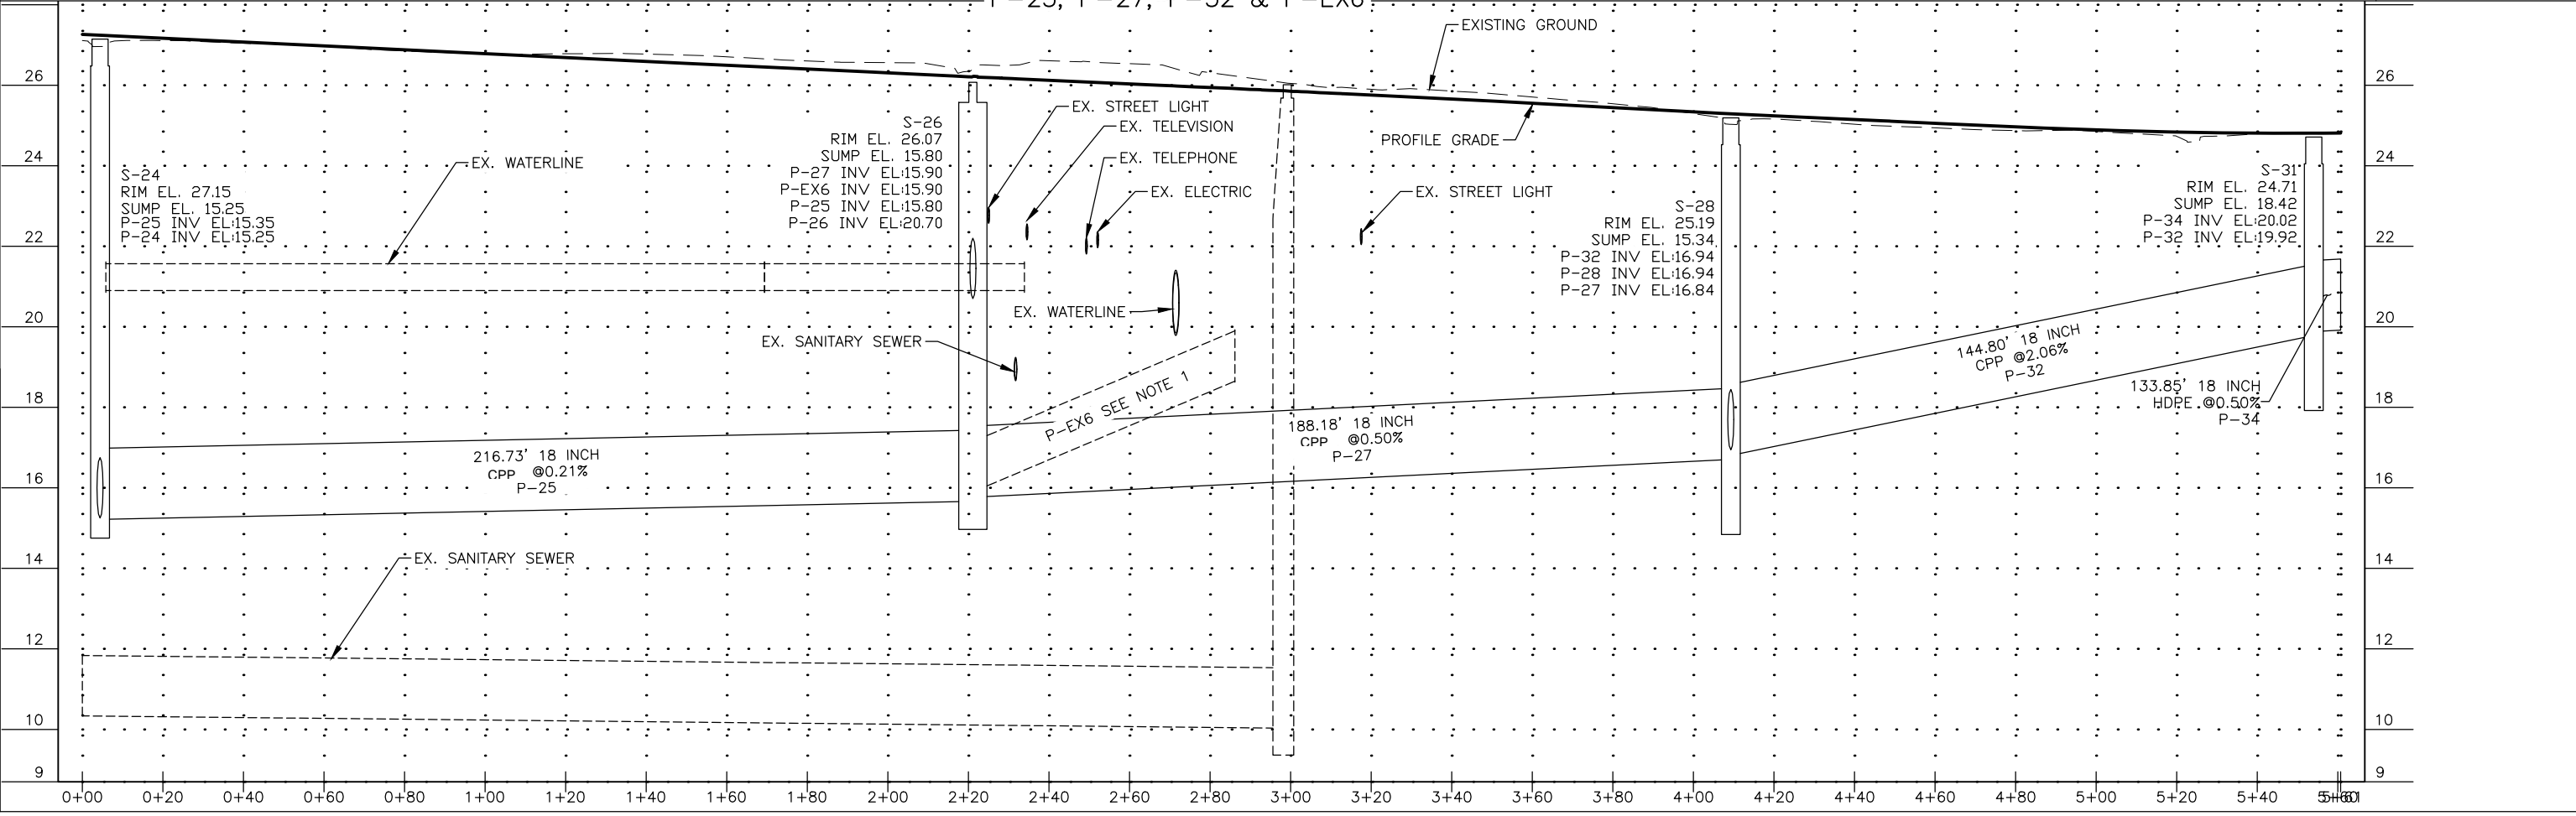 P-25, P-27, P-32 & P-EX6
EXISTING GROUND
PROFILE GRADE
26
24
22
20
18
16
14
12
10
9
S-24
RIM EL. 27.15
SUMP EL. 15.25
P-25 INV EL:15.35
P-24 INV EL:15.25
EX. WATERLINE
S-26
RIM EL. 26.07
SUMP EL. 15.80
P-27 INV EL:15.90
P-EX6 INV EL:15.90
P-25 INV EL:15.80
P-26 INV EL:20.70
EX. STREET LIGHT
EX. TELEVISION
EX. TELEPHONE
EX. ELECTRIC
EX. STREET LIGHT
EX. WATERLINE
EX. SANITARY SEWER
P-EX6 SEE NOTE 1
216.73' 18 INCH
CPP @0.21%
P-25
188.18' 18 INCH
CPP @0.50%
P-27
S-28
RIM EL. 25.19
SUMP EL. 15.34
P-32 INV EL:16.94
P-28 INV EL:16.94
P-27 INV EL:16.84
144.80' 18 INCH
CPP @2.06%
P-32
S-31
RIM EL. 24.71
SUMP EL. 18.42
P-34 INV EL:20.02
P-32 INV EL:19.92
133.85' 18 INCH
HDPE @0.50%
P-34
EX. SANITARY SEWER
26
24
22
20
18
16
14
12
10
9
0+00 0+20 0+40 0+60 0+80 1+00 1+20 1+40 1+60 1+80 2+00 2+20 2+40 2+60 2+80 3+00 3+20 3+40 3+60 3+80 4+00 4+20 4+40 4+60 4+80 5+00 5+20 5+40 5+60